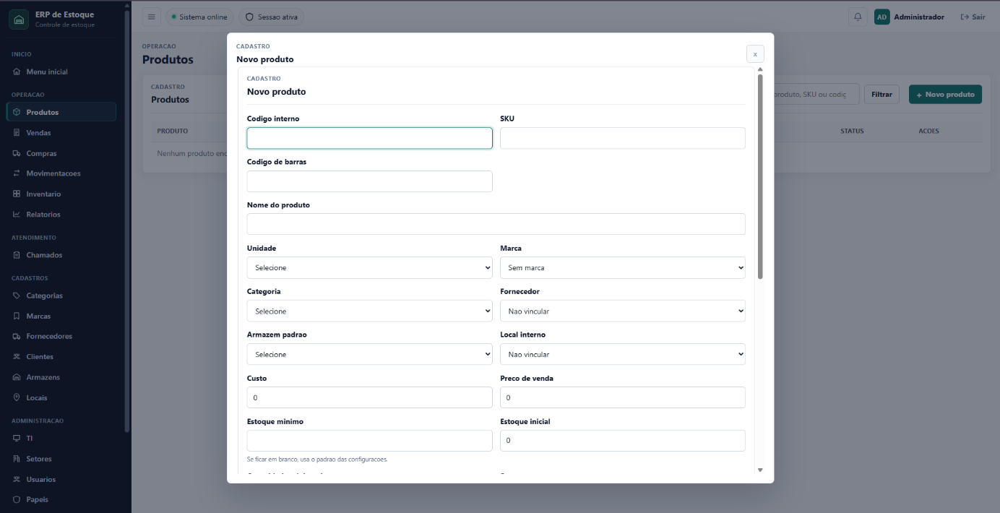 ERP de Estoque
Controle de estoque
INICIO
Menu inicial
OPERACAO
Produtos
Vendas
Compras
Movimentacoes
Inventario
Relatorios
ATENDIMENTO
Chamados
CADASTROS
Categorias
Marcas
Fornecedores
Clientes
Armazens
Locais
ADMINISTRACAO
TI
Setores
Usuarios
Papeis
Sistema online
Sessao ativa
AD Administrador
Sair
OPERACAO
Produtos
CADASTRO
Produtos
produto, SKU ou codig
Filtrar
+ Novo produto
PRODUTO
STATUS
ACOES
Nenhum produto enc
CADASTRO
Novo produto
x
CADASTRO
Novo produto
Codigo interno
SKU
Codigo de barras
Nome do produto
Unidade
Marca
Selecione
Sem marca
Categoria
Fornecedor
Selecione
Nao vincular
Armazem padrao
Local interno
Selecione
Nao vincular
Custo
Preco de venda
0
0
Estoque minimo
Estoque inicial
0
Se ficar em branco, usa o padrao das configuracoes.